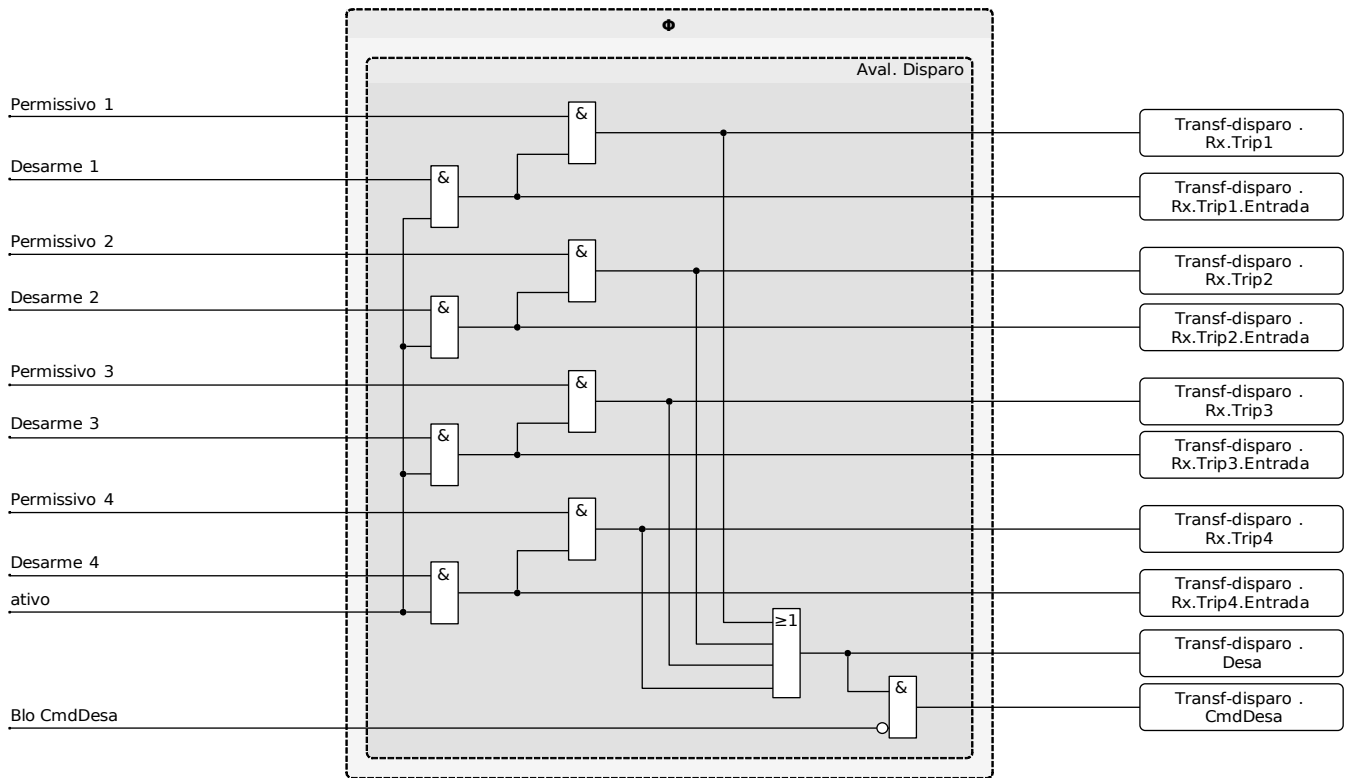 Φ
Aval. Disparo
Permissivo 1
&
Transf-disparo .
Rx.Trip1
Desarme 1
&
Transf-disparo .
Rx.Trip1.Entrada
Permissivo 2
&
Transf-disparo .
Rx.Trip2
Desarme 2
&
Transf-disparo .
Rx.Trip2.Entrada
Permissivo 3
&
Transf-disparo .
Rx.Trip3
Desarme 3
&
Transf-disparo .
Rx.Trip3.Entrada
Permissivo 4
&
Transf-disparo .
Rx.Trip4
Desarme 4
&
Transf-disparo .
Rx.Trip4.Entrada
ativo
≥1
Transf-disparo .
Desa
&
Transf-disparo .
CmdDesa
Blo CmdDesa